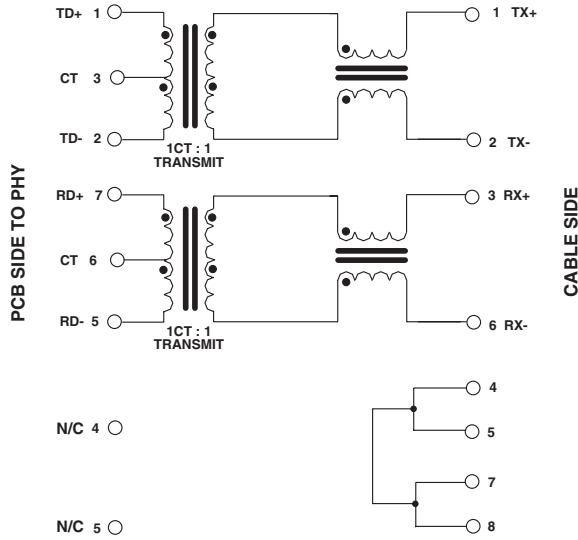 TD+ 1
1 TX+
CT 3
TD- 2
2 TX-
1CT : 1
TRANSMIT
RD+ 7
3 RX+
CT 6
RD- 5
6 RX-
1CT : 1
TRANSMIT
PCB SIDE TO PHY
CABLE SIDE
4
N/C 4
5
7
N/C 5
8